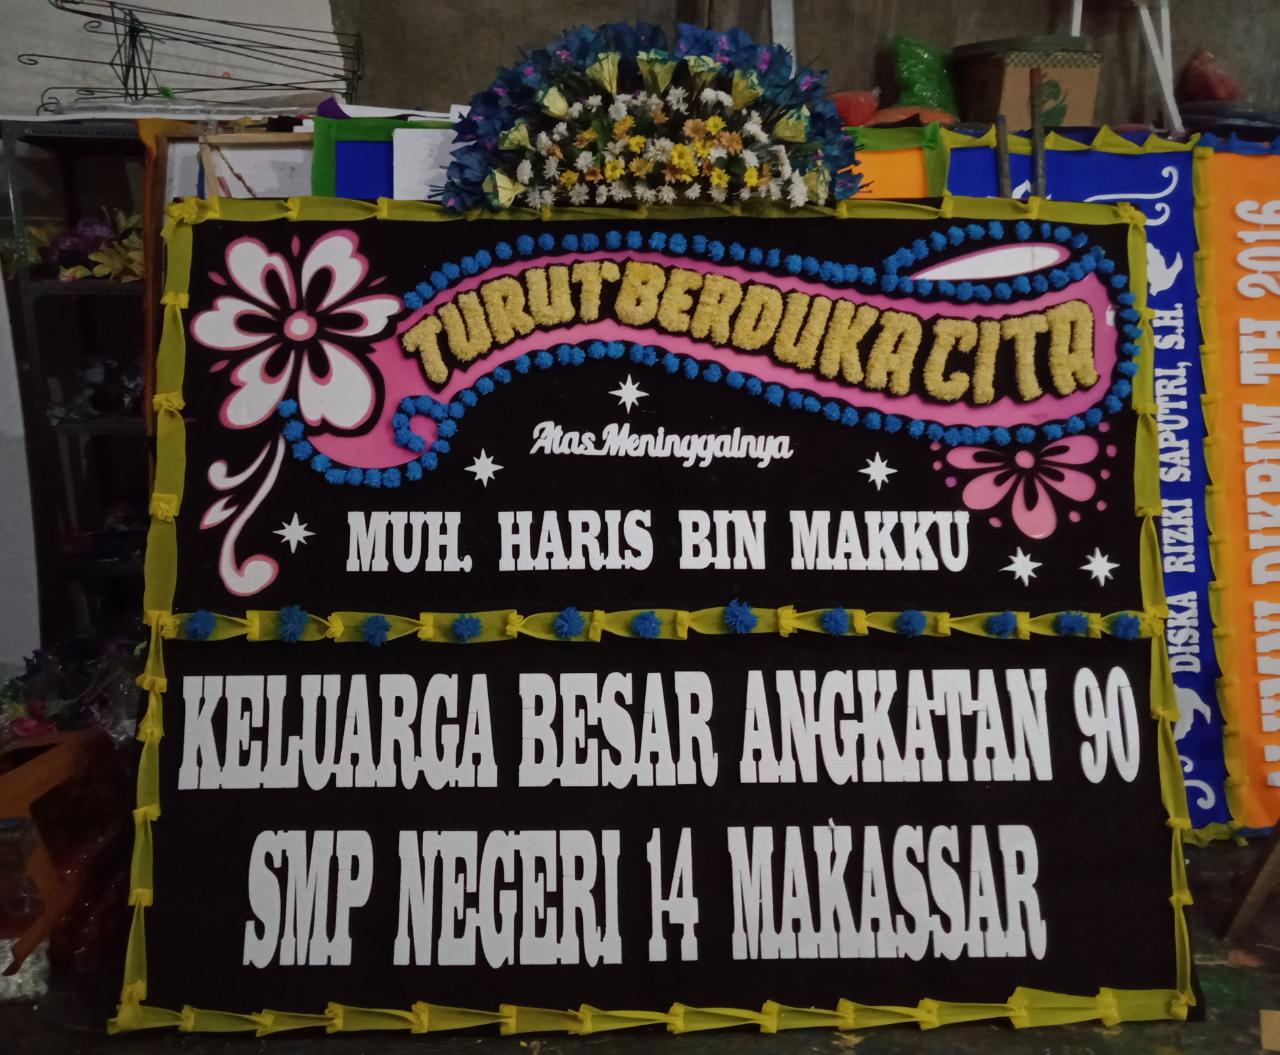 TURUT BERDUKA CITA
Atas Meninggalnya
MUH. HARIS BIN MAKKU
KELUARGA BESAR ANGKATAN 90
SMP NEGERI 14 MAKASSAR
DISKA RIZKI SAPUTRI, S.H.
DIKBIM TH 2016